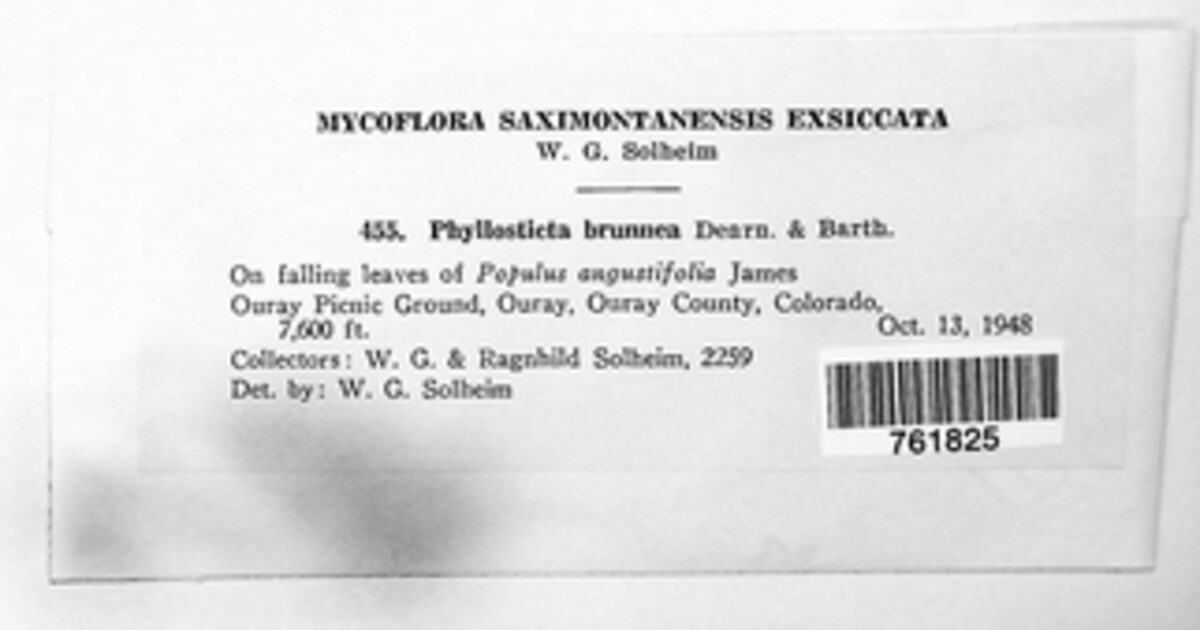 MYCOFLORA SAXIMONTANENSIS EXSICCATA
W. G. Solheim
455. Phyllosticta brunnea Dearn. & Barth.
On falling leaves of Populus angustifolia James
Ouray Picnic Ground, Ouray, Ouray County, Colorado,
7,600 ft.
Oct. 13, 1948
Collectors: W. G. & Ragnhild Solheim, 2259
Det. by: W. G. Solheim
761825